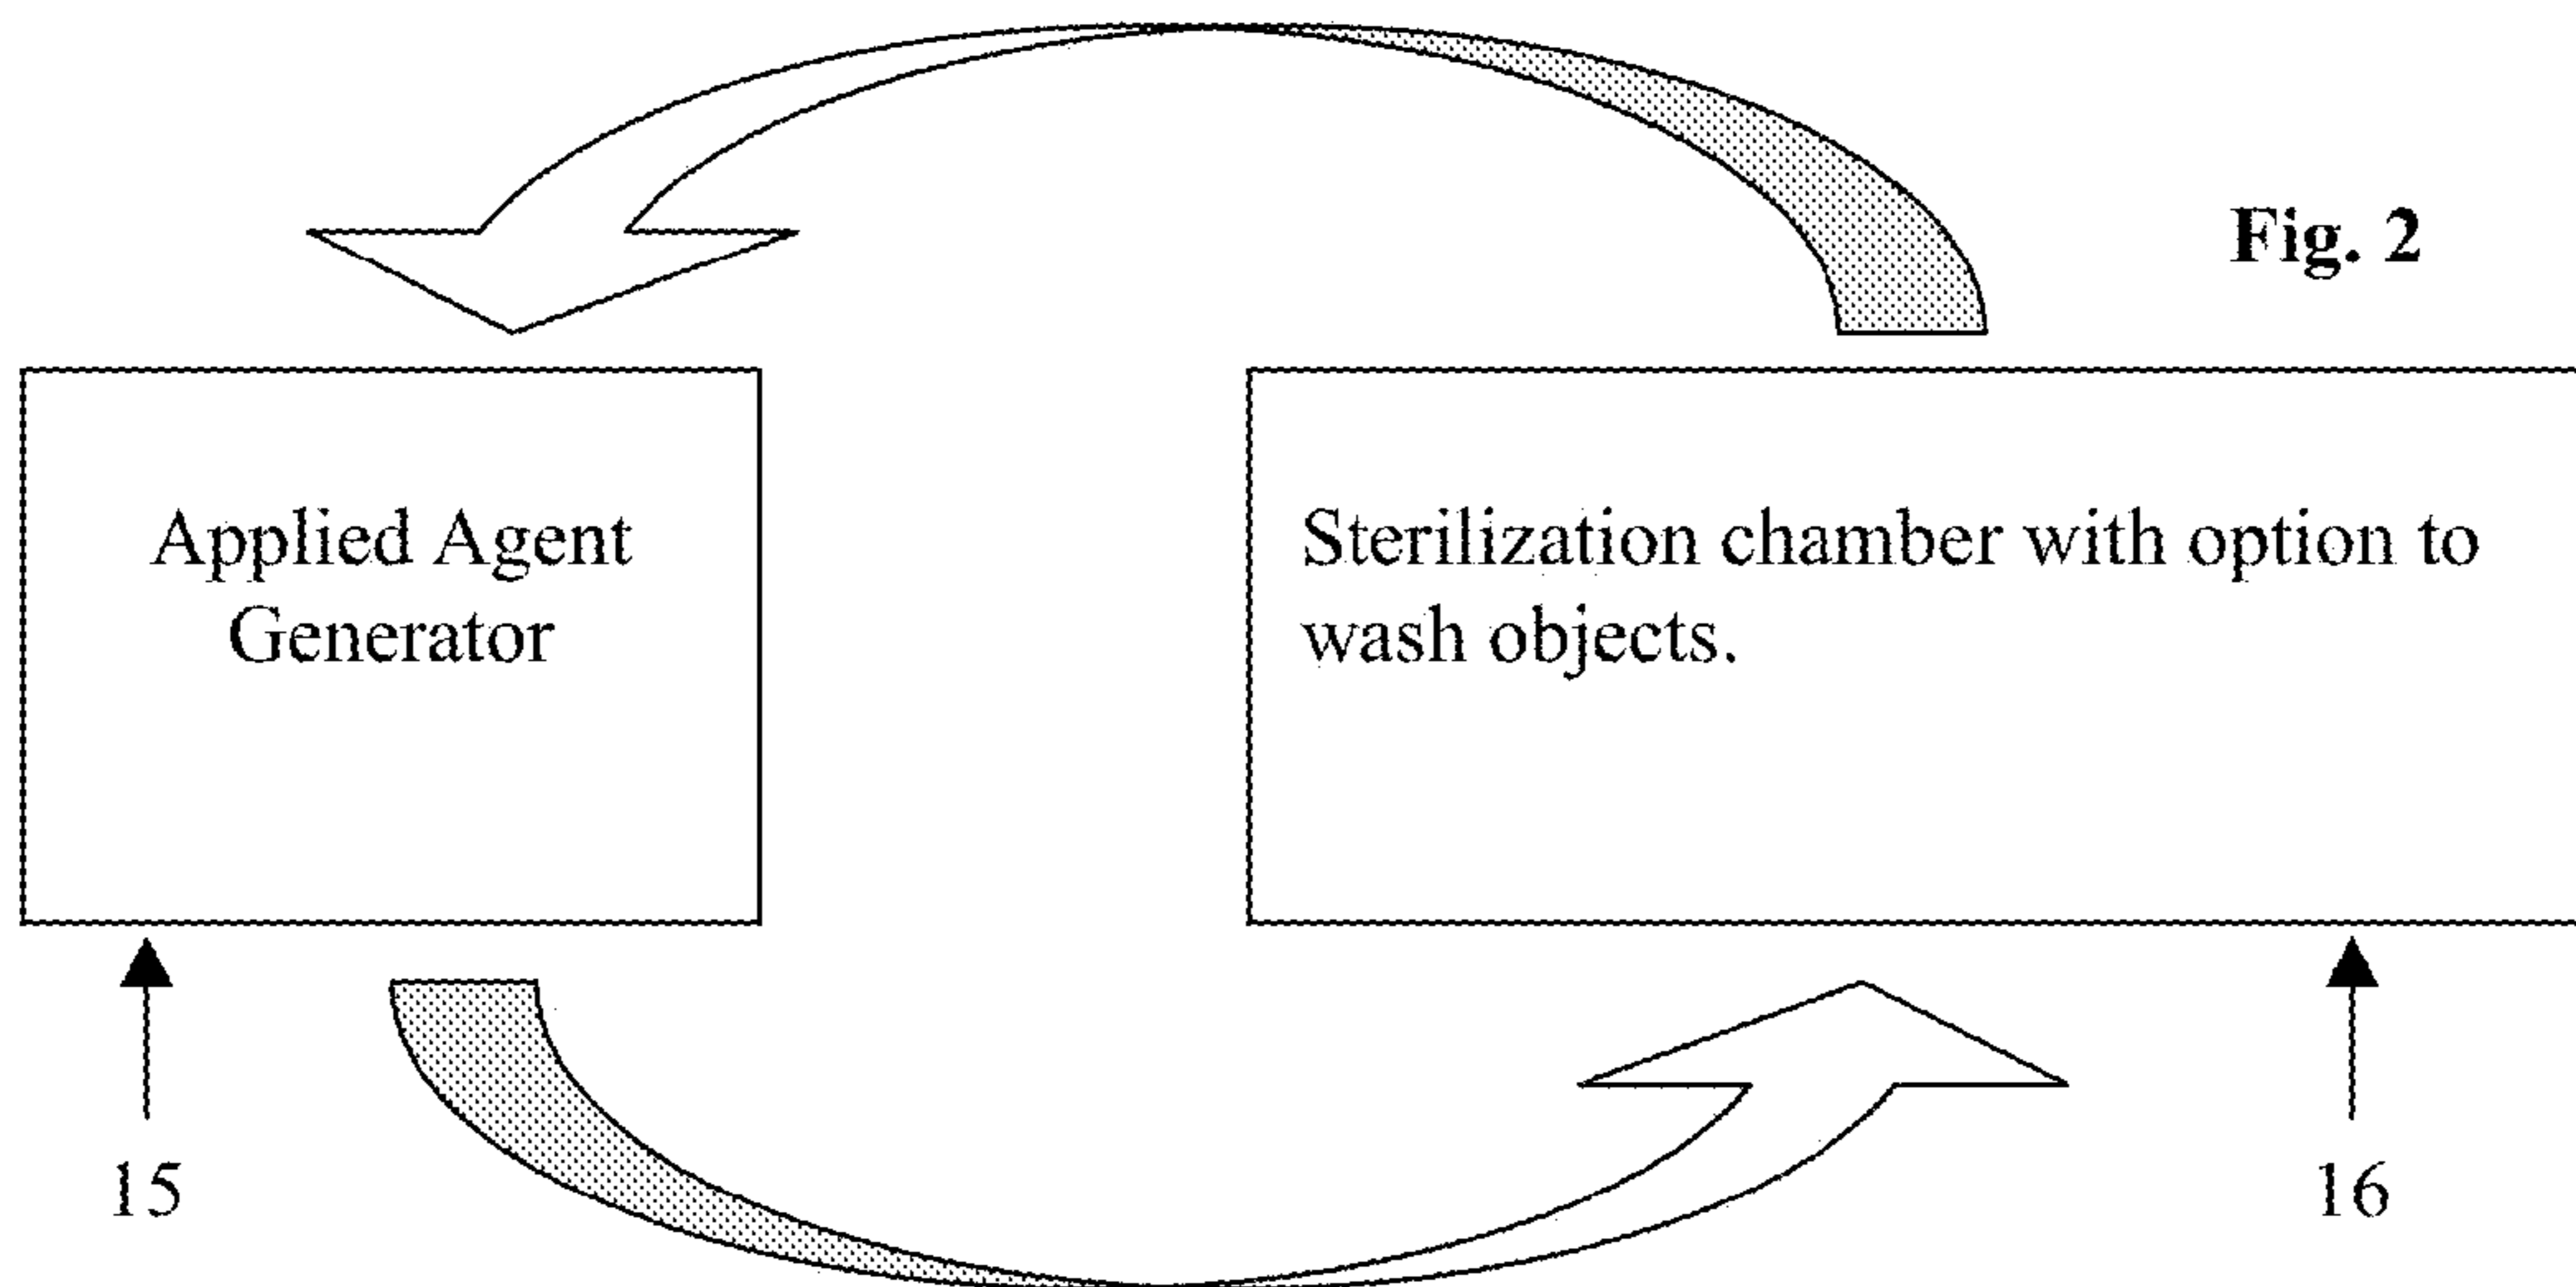 Fig. 2
Applied Agent
Generator
Sterilization chamber with option to
wash objects.
15
16